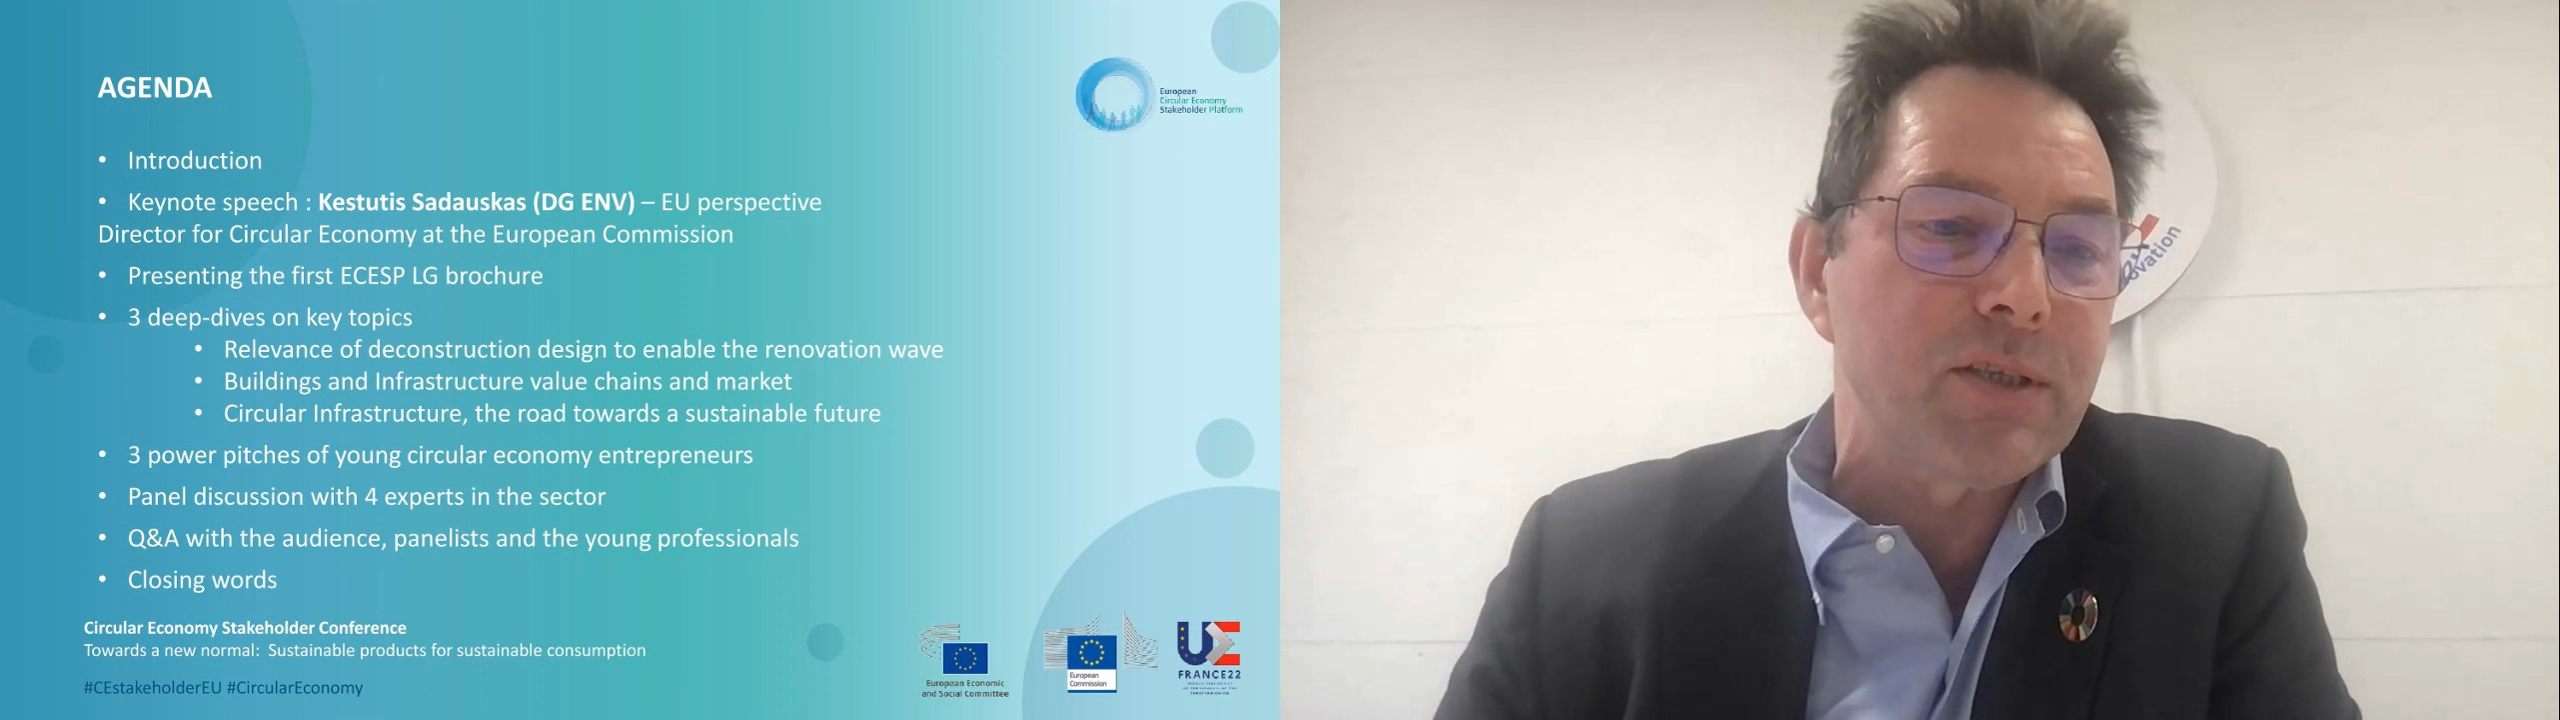 AGENDA
European
Circular Economy
Stakeholder Platform
• Introduction
• Keynote speech : Kestutis Sadauskas (DG ENV) – EU perspective
Director for Circular Economy at the European Commission
• Presenting the first ECESP LG brochure
• 3 deep-dives on key topics
• Relevance of deconstruction design to enable the renovation wave
• Buildings and Infrastructure value chains and market
• Circular Infrastructure, the road towards a sustainable future
• 3 power pitches of young circular economy entrepreneurs
• Panel discussion with 4 experts in the sector
• Q&A with the audience, panelists and the young professionals
• Closing words
Circular Economy Stakeholder Conference
Towards a new normal: Sustainable products for sustainable consumption
#CEstakeholderEU #CircularEconomy
European Economic
and Social Committee
European
Commission
UE
FRANCE22